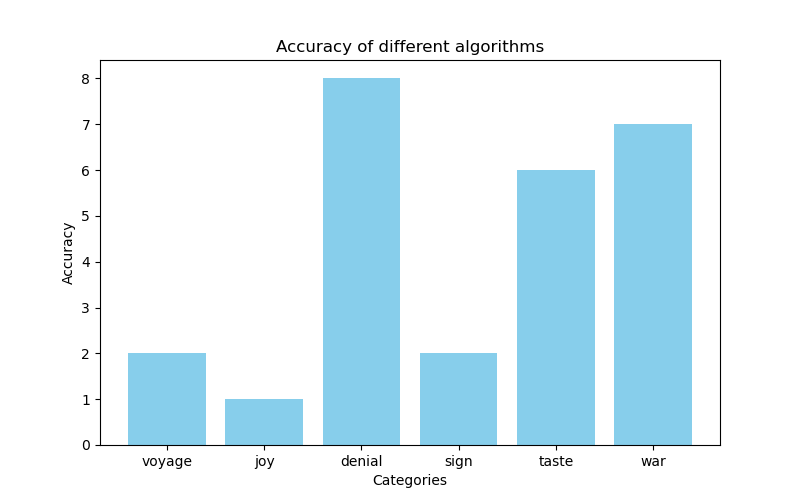 Accuracy of different algorithms
Accuracy
8
7
6
5
4
3
2
1
0
voyage joy denial sign taste war
Categories